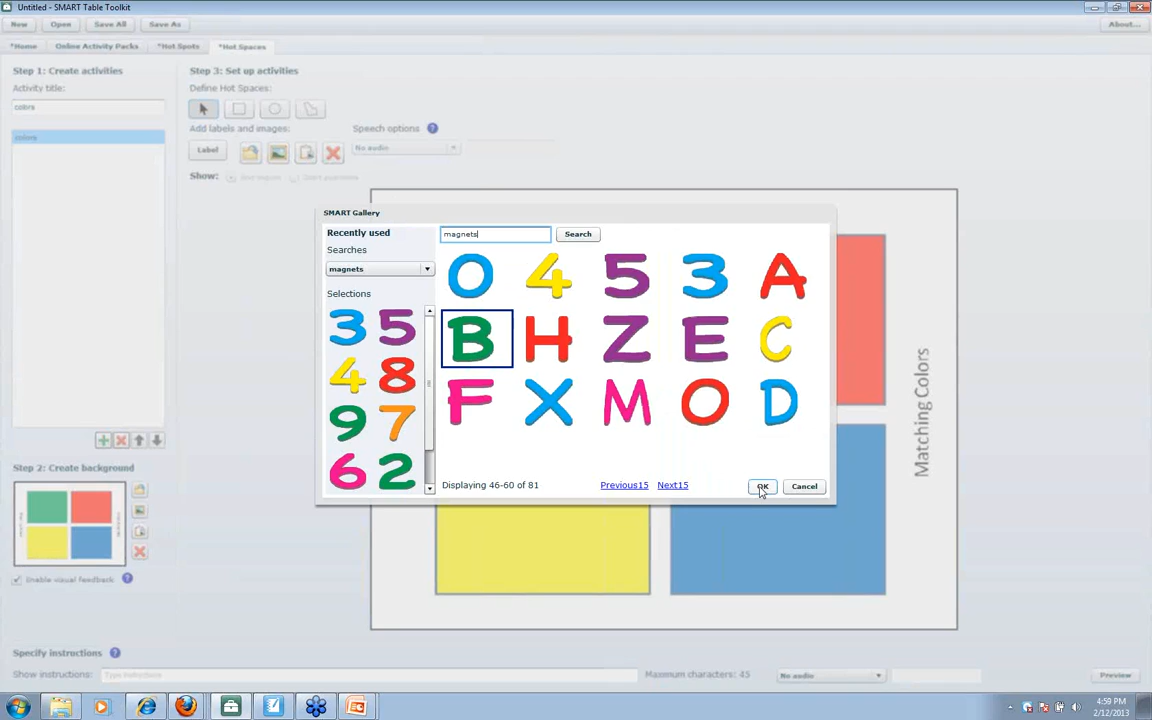 Untitled - SMART Table Toolkit
New Open Save All Save As About...
*Home Online Activity Packs *Hot Spots *Hot Spaces
Step 1: Create activities
Activity title:
colors
colors
Step 2: Create background
Enable visual feedback ?
Step 3: Set up activities
Define Hot Spaces:
Add labels and images: Speech options ?
Label No audio
Show:
SMART Gallery
Recently used
Searches
magnets
Selections
3 5
4 8
9 7
6 2
magnets Search
0 4 5 3 A
B H Z E C
F X M O D
Displaying 46-60 of 81 Previous15 Next15
OK Cancel
Matching Colors
Specify instructions ?
Show instructions: Type instructions Maximum characters: 45 No audio Preview
4:59 PM
2/12/2013